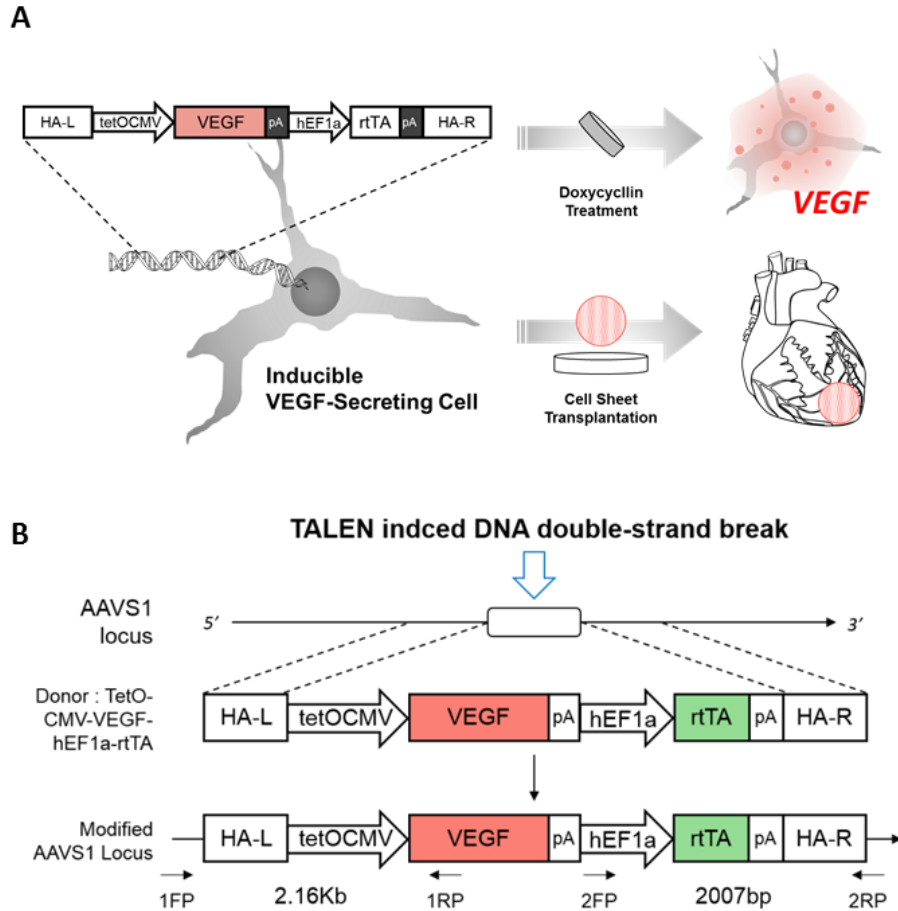 A
HA-L tetOCMV VEGF pA hEF1a rtTA pA HA-R
Doxycyllin
Treatment
VEGF
Inducible
VEGF-Secreting Cell
Cell Sheet
Transplantation
B
TALEN indced DNA double-strand break
AAVS1
locus
5’ 3’
Donor : TetO-
CMV-VEGF-
hEF1a-rtTA
HA-L tetOCMV VEGF pA hEF1a rtTA pA HA-R
Modified
AAVS1 Locus
HA-L tetOCMV VEGF pA hEF1a rtTA pA HA-R
1FP 2.16Kb 1RP 2FP 2007bp 2RP